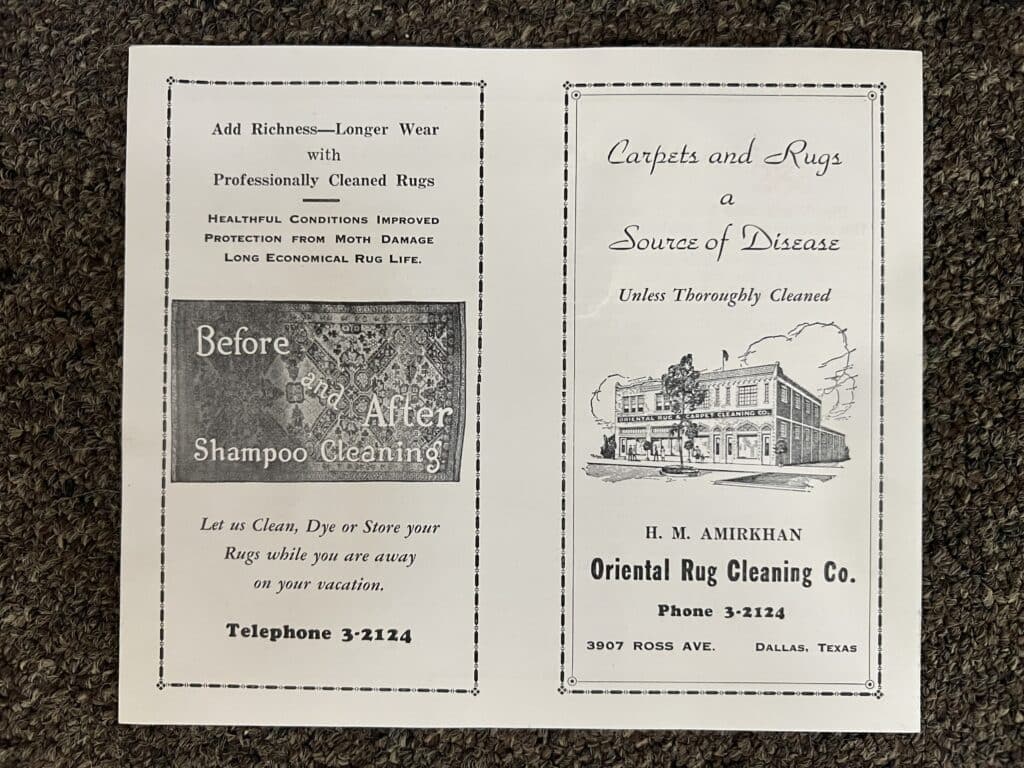 Add Richness—Longer Wear
with
Professionally Cleaned Rugs
Healthful Conditions Improved
Protection from Moth Damage
Long Economical Rug Life.
Before
and
After
Shampoo Cleaning
Let us Clean, Dye or Store your
Rugs while you are away
on your vacation.
Telephone 3-2124
Carpets and Rugs
a
Source of Disease
Unless Thoroughly Cleaned
ORIENTAL RUG & CARPET CLEANING CO.
H. M. AMIRKHAN
Oriental Rug Cleaning Co.
Phone 3-2124
3907 ROSS AVE. DALLAS, TEXAS